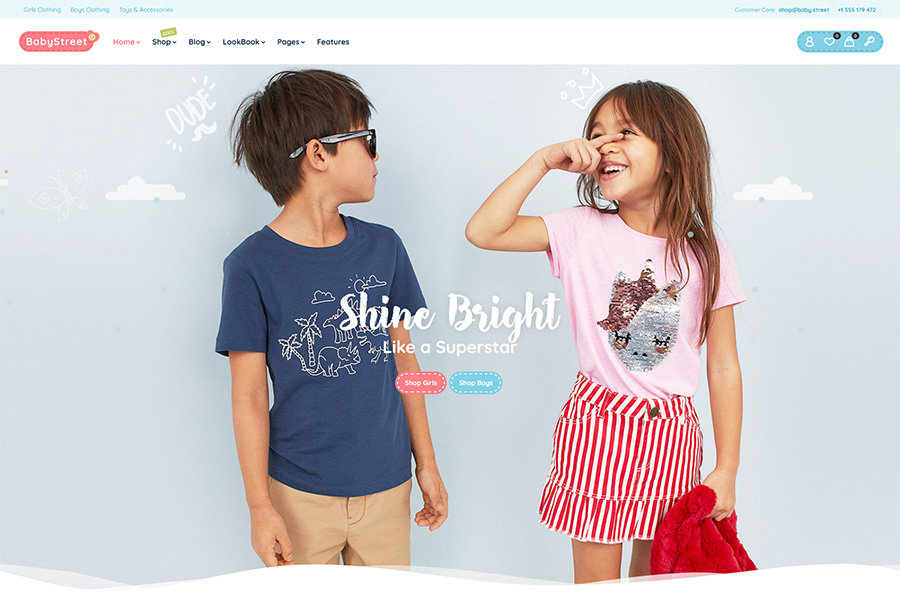 Girls Clothing Boys Clothing Toys & Accessories
Customer Care: shop@baby.street +1 555 179 472
BabyStreet
Home Shop Blog LookBook Pages Features
COOL
0 0
DUDE
Shine Bright
Like a Superstar
Shop Girls Shop Boys